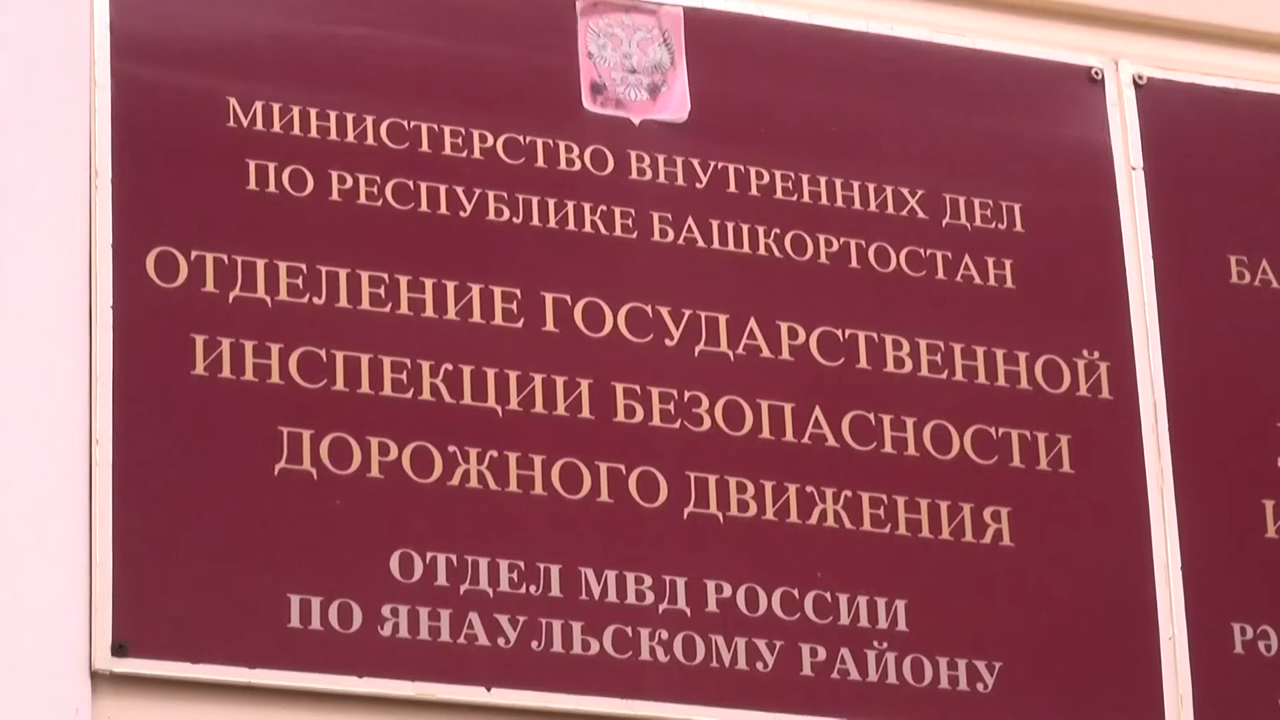 МИНИСТЕРСТВО ВНУТРЕННИХ ДЕЛ
ПО РЕСПУБЛИКЕ БАШКОРТОСТАН
ОТДЕЛЕНИЕ ГОСУДАРСТВЕННОЙ
ИНСПЕКЦИИ БЕЗОПАСНОСТИ
ДОРОЖНОГО ДВИЖЕНИЯ
ОТДЕЛ МВД РОССИИ
ПО ЯНАУЛЬСКОМУ РАЙОНУ